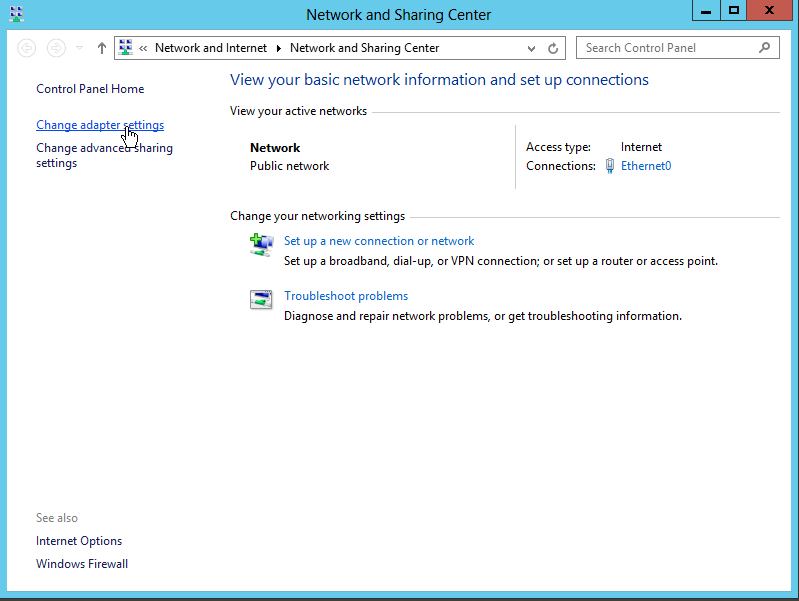 Network and Sharing Center
« Network and Internet Network and Sharing Center
Search Control Panel
Control Panel Home
Change adapter settings
Change advanced sharing
settings
See also
Internet Options
Windows Firewall
View your basic network information and set up connections
View your active networks
Network
Public network
Access type: Internet
Connections: Ethernet0
Change your networking settings
Set up a new connection or network
Set up a broadband, dial-up, or VPN connection; or set up a router or access point.
Troubleshoot problems
Diagnose and repair network problems, or get troubleshooting information.